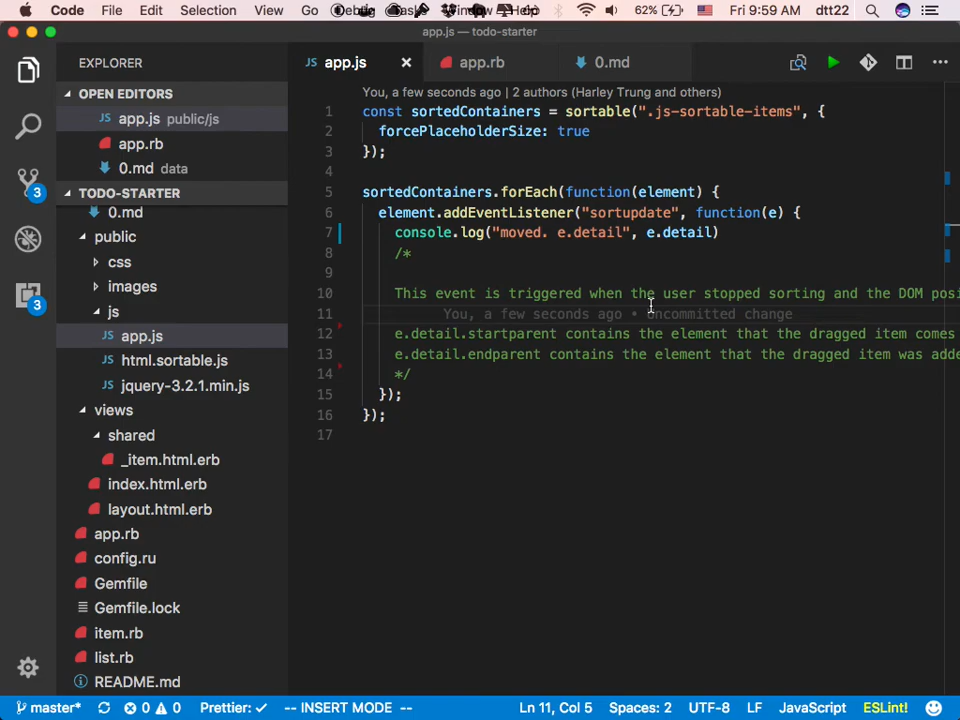 Code File Edit Selection View Go 62% Fri 9:59 AM dtt22
app.js — todo-starter
EXPLORER
OPEN EDITORS
app.js public/js
app.rb
0.md data
TODO-STARTER
0.md
public
css
images
js
app.js
html.sortable.js
jquery-3.2.1.min.js
views
shared
_item.html.erb
index.html.erb
layout.html.erb
app.rb
config.ru
Gemfile
Gemfile.lock
item.rb
list.rb
README.md
3
3
JS app.js app.rb 0.md
You, a few seconds ago | 2 authors (Harley Trung and others)
1 const sortedContainers = sortable(".js-sortable-items", {
2 forcePlaceholderSize: true
3 });
4
5 sortedContainers.forEach(function(element) {
6 element.addEventListener("sortupdate", function(e) {
7 console.log("moved. e.detail", e.detail)
8 /*
9
10 This event is triggered when the user stopped sorting and the DOM posi
11 You, a few seconds ago • uncommitted change
12 e.detail.startparent contains the element that the dragged item comes
13 e.detail.endparent contains the element that the dragged item was adde
14 */
15 });
16 });
17
master* 0 0 Prettier: ✓ -- INSERT MODE -- Ln 11, Col 5 Spaces: 2 UTF-8 LF JavaScript ESLint!